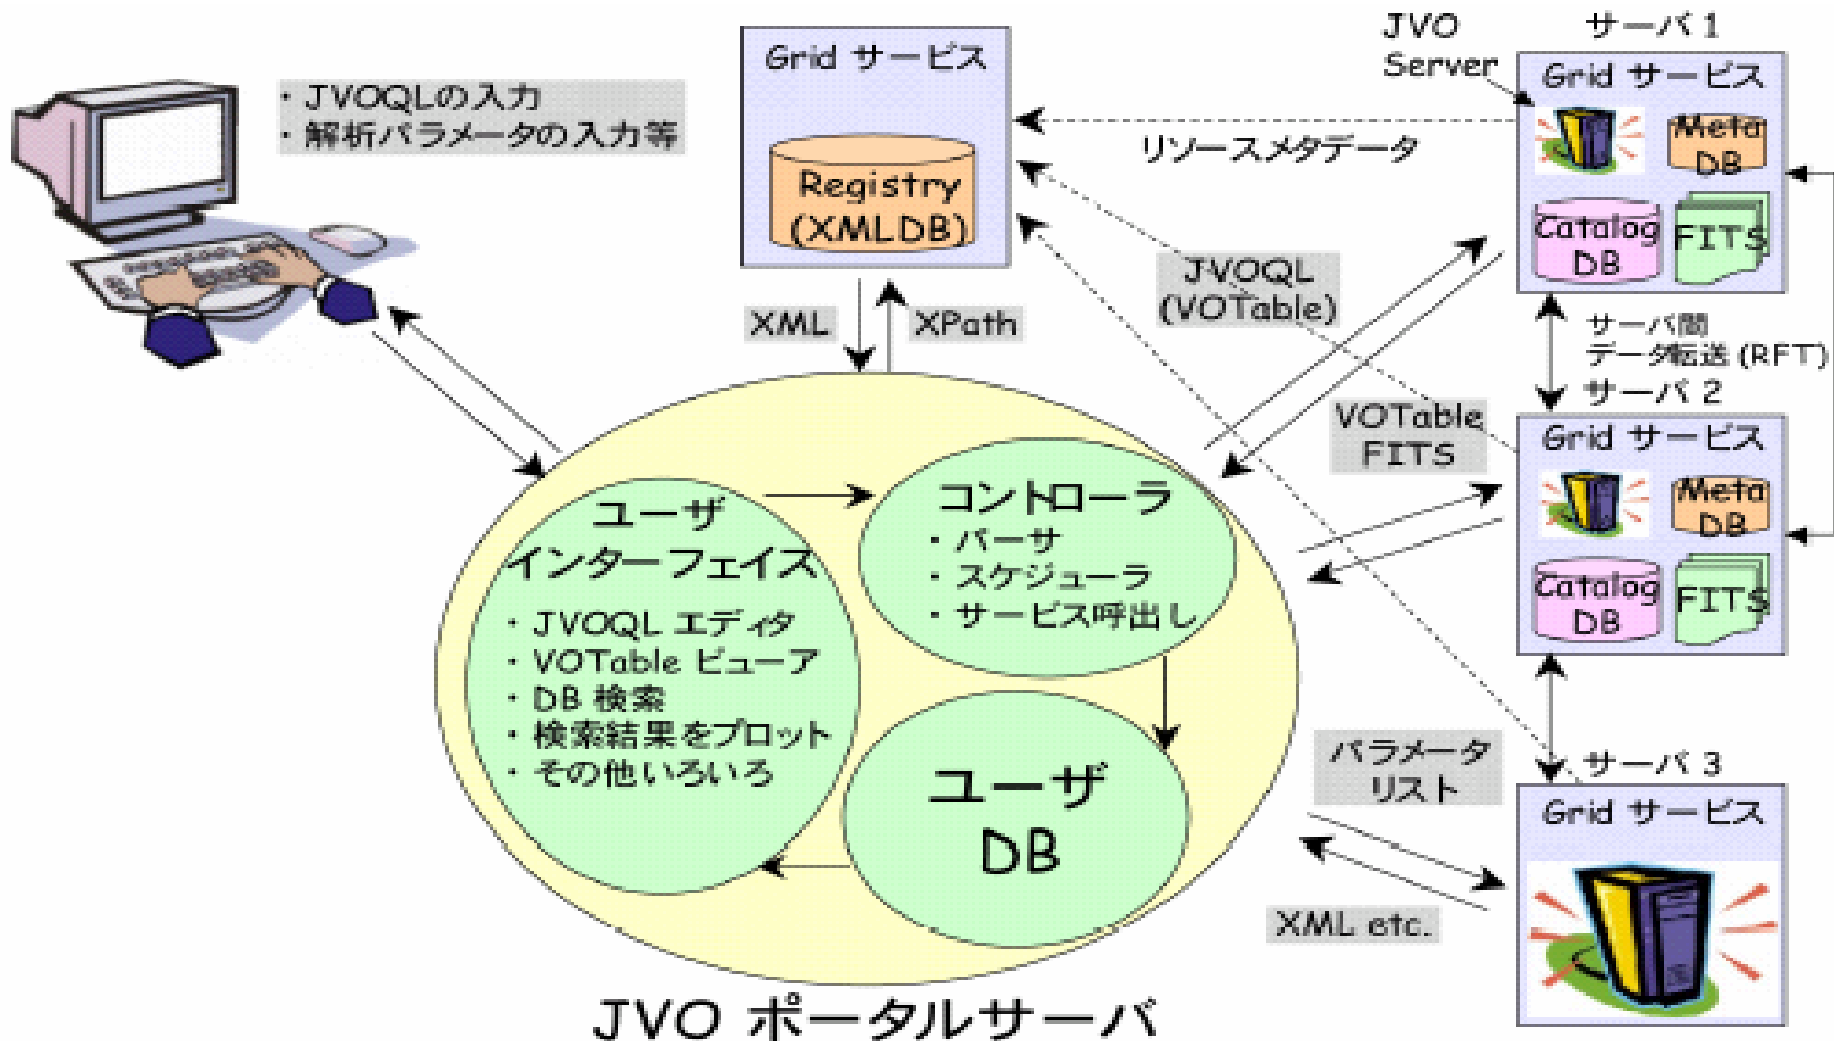 ・JVOQLの入力
・解析パラメータの入力等
Grid サービス
Registry
(XMLDB)
JVO
Server
サーバ 1
Grid サービス
Meta
DB
Catalog
DB
FITS
リソースメタデータ
JVOQL
(VOTable)
XML
XPath
サーバ間
データ転送 (RFT)
サーバ 2
Grid サービス
Meta
DB
Catalog
DB
FITS
VOTable
FITS
ユーザ
インターフェイス
・JVOQL エディタ
・VOTable ビューア
・DB 検索
・検索結果をプロット
・その他いろいろ
コントローラ
・パーサ
・スケジューラ
・サービス呼出し
ユーザ
DB
パラメータ
リスト
XML etc.
サーバ 3
Grid サービス
JVO ポータルサーバ